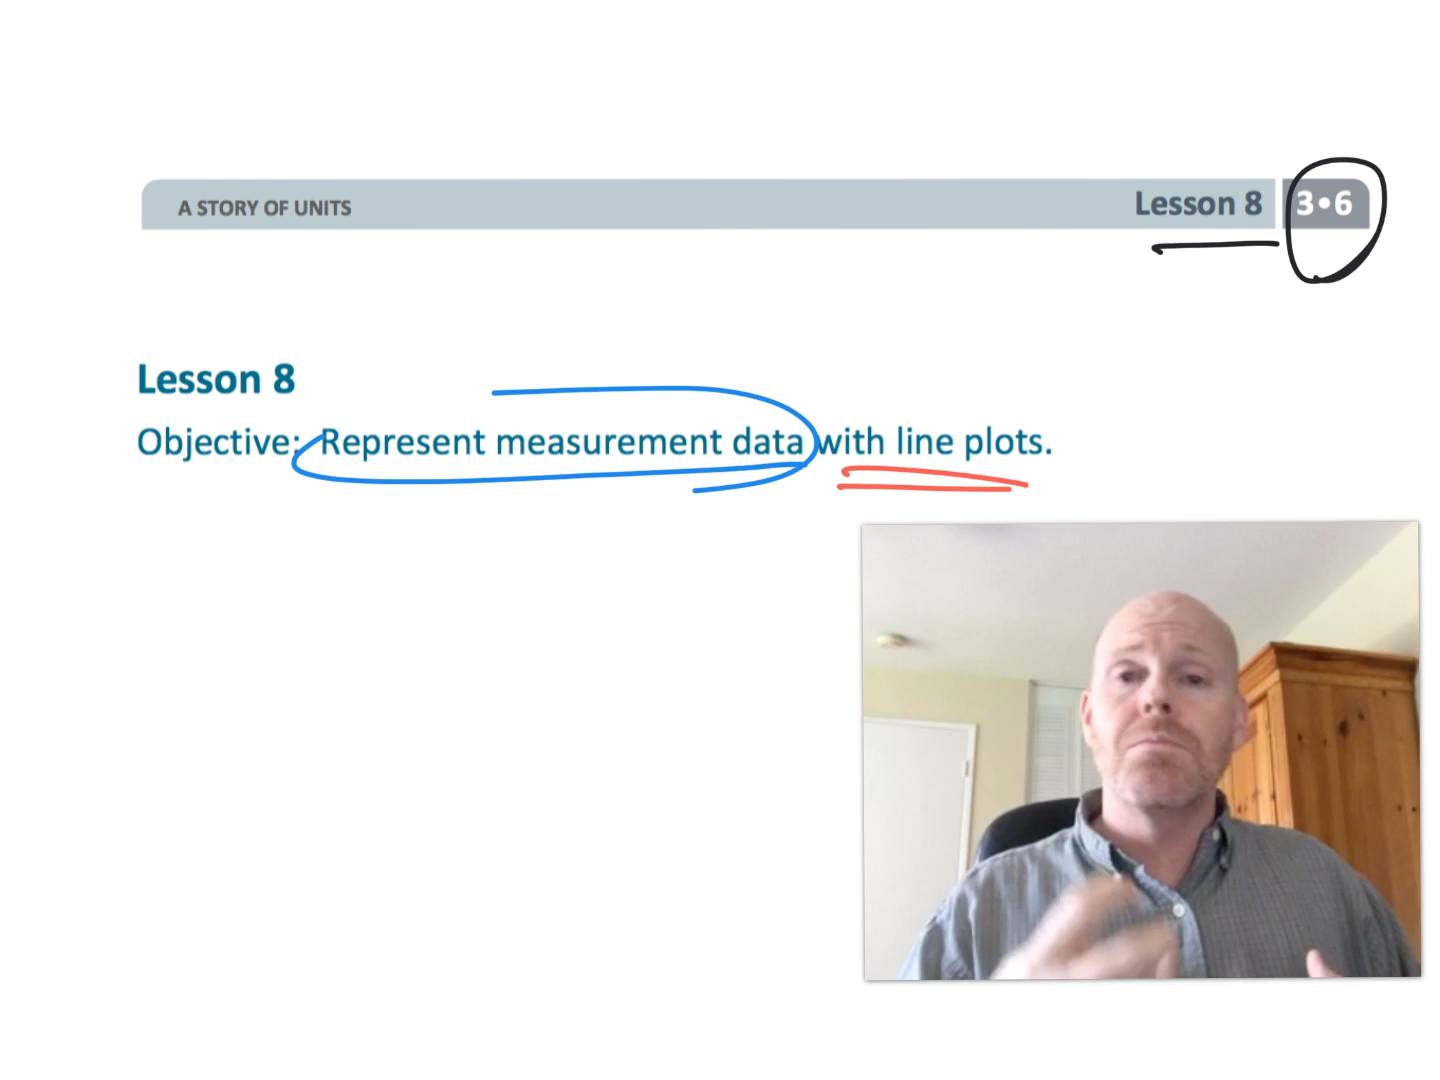 A STORY OF UNITS Lesson 8 3•6
Lesson 8
Objective: Represent measurement data with line plots.